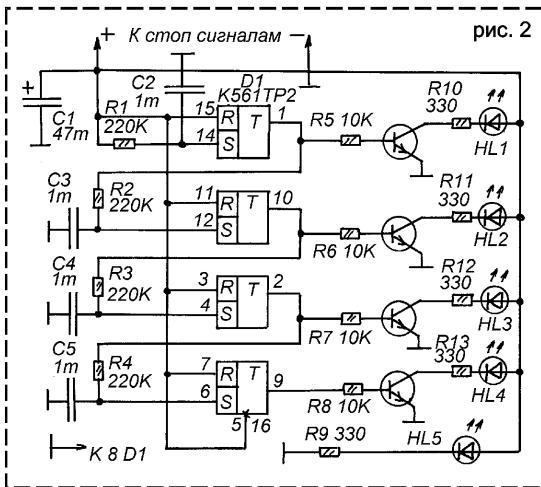 рис. 2
+ К стоп сигналам −
C1
47m
C2
1m
R1
220K
D1
K561TP2
15 R T 1
14 S
R5 10K
R10
330
HL1
C3
1m
R2
220K
11 R T 10
12 S
R6 10K
R11
330
HL2
C4
1m
R3
220K
3 R T 2
4 S
R7 10K
R12
330
HL3
C5
1m
R4
220K
7 R T 9
6 S
5 16
R8 10K
R13
330
HL4
R9 330
HL5
К 8 D1